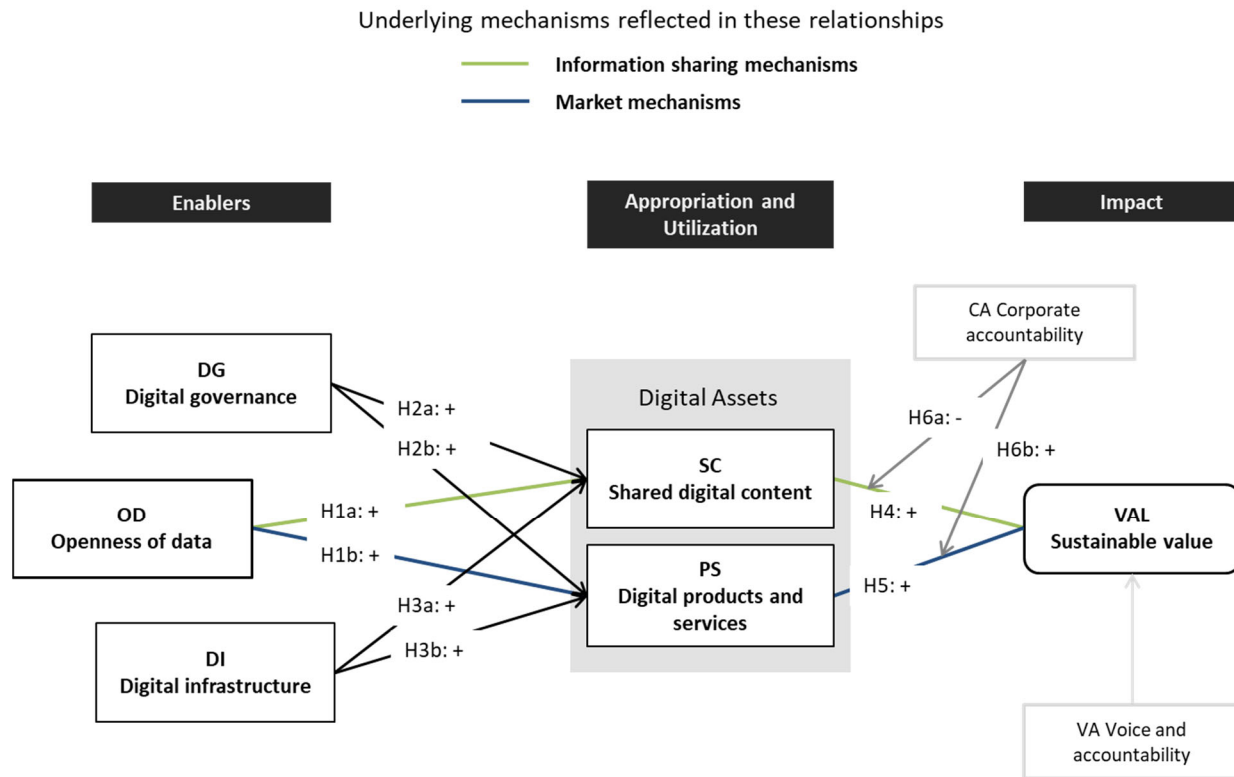 Underlying mechanisms reflected in these relationships
Information sharing mechanisms
Market mechanisms
Enablers
Appropriation and
Utilization
Impact
CA Corporate
accountability
DG
Digital governance
Digital Assets
H2a: +
H2b: +
H6a: -
H6b: +
SC
Shared digital content
OD
Openness of data
H1a: +
H1b: +
H4: +
VAL
Sustainable value
PS
Digital products and
services
H5: +
H3a: +
H3b: +
DI
Digital infrastructure
VA Voice and
accountability